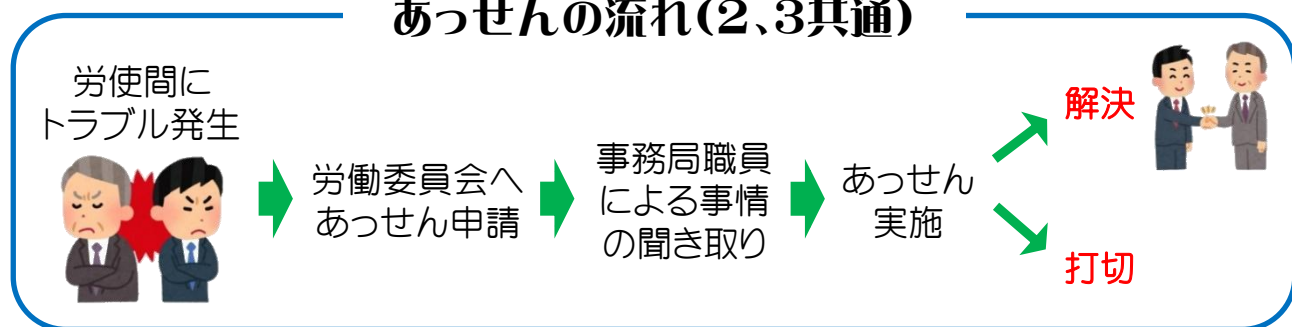 あっせんの流れ(2、3共通)
労使間に
トラブル発生
労働委員会へ
あっせん申請
事務局職員
による事情
の聞き取り
あっせん
実施
解決
打切